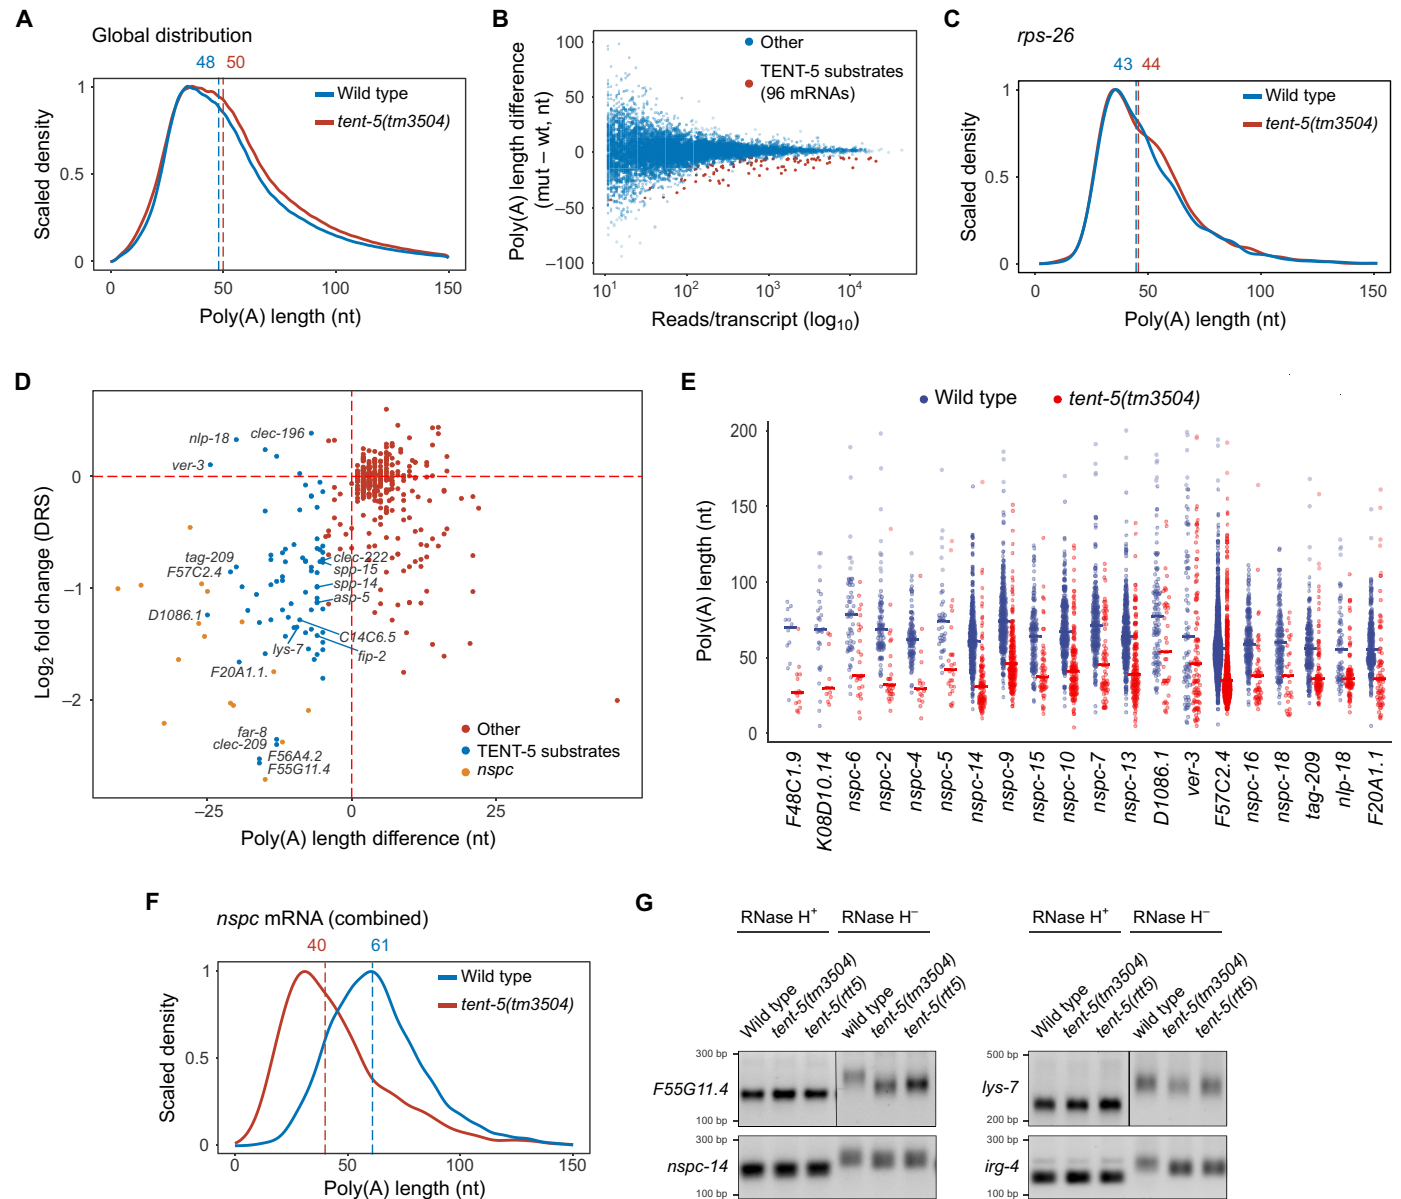 A
Global distribution
48 50
Wild type
tent-5(tm3504)
Scaled density
1
0.5
0
0 50 100 150
Poly(A) length (nt)
B
Poly(A) length difference
(mut – wt, nt)
100
50
0
–50
–100
Other
TENT-5 substrates
(96 mRNAs)
10¹ 10² 10³ 10⁴
Reads/transcript (log₁₀)
C
rps-26
43 44
Wild type
tent-5(tm3504)
Scaled density
1
0.5
0
0 50 100 150
Poly(A) length (nt)
D
Log₂ fold change (DRS)
0
–1
–2
nlp-18
clec-196
ver-3
tag-209
F57C2.4
clec-222
spp-15
spp-14
asp-5
D1086.1
C14C6.5
lys-7
fip-2
F20A1.1.
far-8
clec-209
F56A4.2
F55G11.4
Other
TENT-5 substrates
nspc
–25 0 25
Poly(A) length difference (nt)
E
Wild type tent-5(tm3504)
Poly(A) length (nt)
200
150
100
50
0
F48C1.9
K08D10.14
nspc-6
nspc-2
nspc-4
nspc-5
nspc-14
nspc-9
nspc-15
nspc-10
nspc-7
nspc-13
D1086.1
ver-3
F57C2.4
nspc-16
nspc-18
tag-209
nlp-18
F20A1.1
F
nspc mRNA (combined)
40 61
Wild type
tent-5(tm3504)
Scaled density
1
0.5
0
0 50 100 150
Poly(A) length (nt)
G
RNase H⁺ RNase H⁻
Wild type
tent-5(tm3504)
tent-5(rtt5)
wild type
tent-5(tm3504)
tent-5(rtt5)
300 bp
F55G11.4
100 bp
300 bp
nspc-14
100 bp
RNase H⁺ RNase H⁻
Wild type
tent-5(tm3504)
tent-5(rtt5)
wild type
tent-5(tm3504)
tent-5(rtt5)
500 bp
lys-7
200 bp
300 bp
irg-4
100 bp